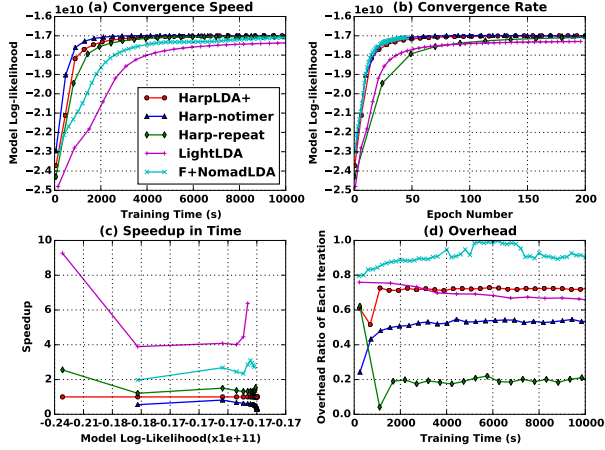 (a) Convergence Speed
−1.6 1e10
−1.7
−1.8
−1.9
−2.0
−2.1
−2.2
−2.3
−2.4
−2.5
0 2000 4000 6000 8000 10000
Training Time (s)
Model Log-likelihood
HarpLDA+
Harp-notimer
Harp-repeat
LightLDA
F+NomadLDA
(b) Convergence Rate
−1.6 1e10
−1.7
−1.8
−1.9
−2.0
−2.1
−2.2
−2.3
−2.4
−2.5
0 50 100 150 200
Epoch Number
Model Log-likelihood
(c) Speedup in Time
10
8
6
4
2
0
-0.24 -0.21 -0.18 -0.18 -0.17 -0.17 -0.17 -0.17 -0.17
Model Log-Likelihood(x1e+11)
Speedup
(d) Overhead
1.0
0.8
0.6
0.4
0.2
0.0
0 2000 4000 6000 8000 10000
Training Time (s)
Overhead Ratio of Each Iteration